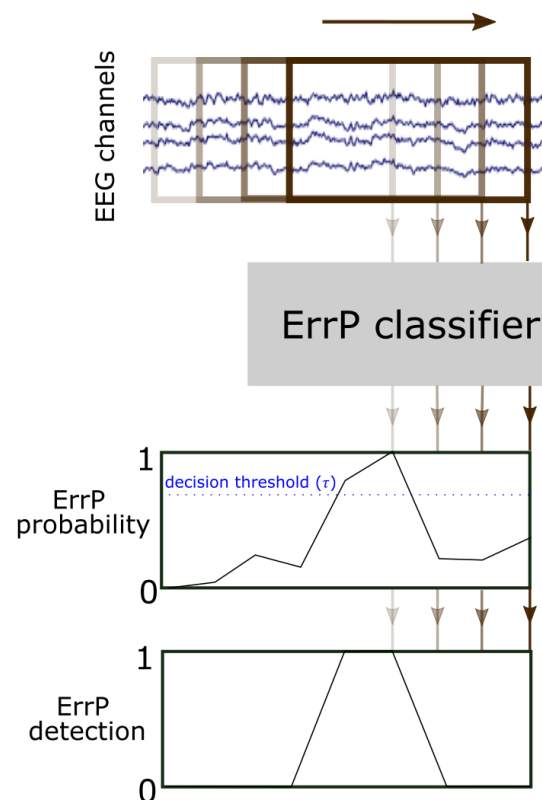 EEG channels
ErrP classifier
1
decision threshold (τ)
ErrP
probability
0
1
ErrP
detection
0